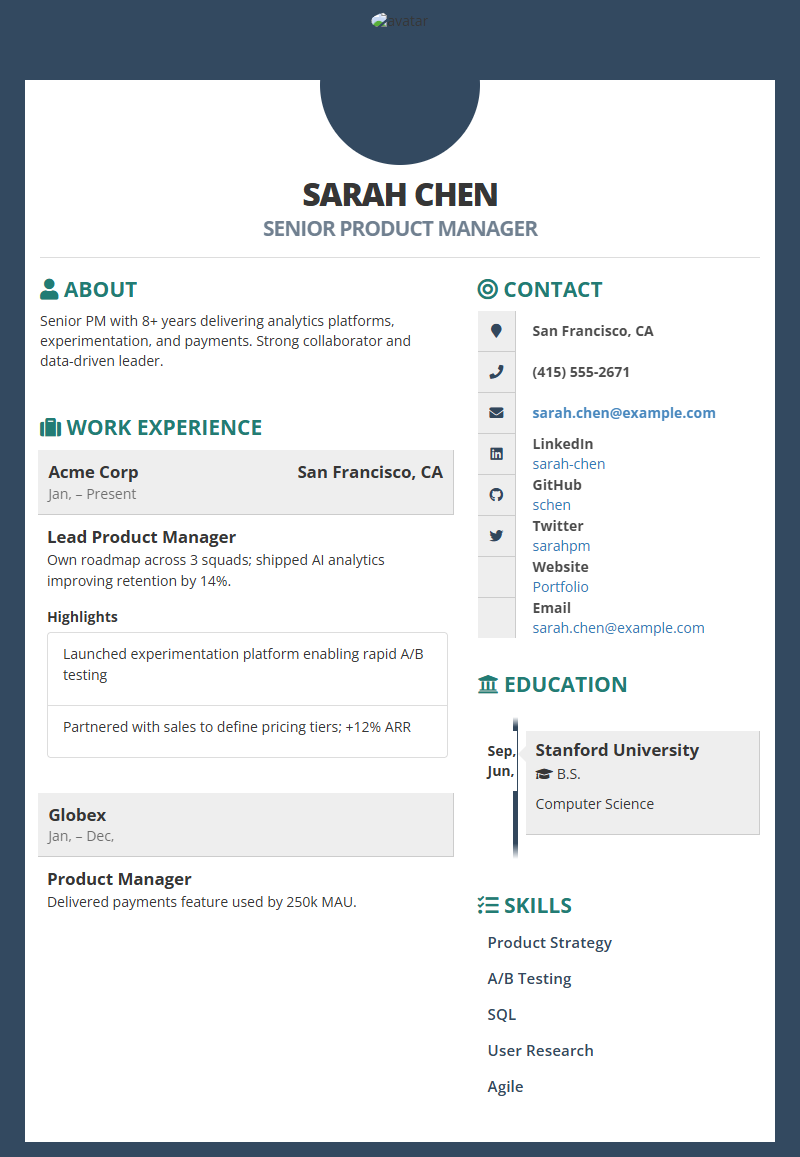 avatar
SARAH CHEN
SENIOR PRODUCT MANAGER
ABOUT
Senior PM with 8+ years delivering analytics platforms,
experimentation, and payments. Strong collaborator and
data-driven leader.
WORK EXPERIENCE
Acme Corp San Francisco, CA
Jan, – Present
Lead Product Manager
Own roadmap across 3 squads; shipped AI analytics
improving retention by 14%.
Highlights
Launched experimentation platform enabling rapid A/B
testing
Partnered with sales to define pricing tiers; +12% ARR
Globex
Jan, – Dec,
Product Manager
Delivered payments feature used by 250k MAU.
CONTACT
San Francisco, CA
(415) 555-2671
sarah.chen@example.com
LinkedIn
sarah-chen
GitHub
schen
Twitter
sarahpm
Website
Portfolio
Email
sarah.chen@example.com
EDUCATION
Sep,
Jun,
Stanford University
B.S.
Computer Science
SKILLS
Product Strategy
A/B Testing
SQL
User Research
Agile